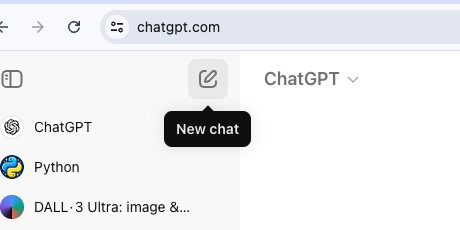 chatgpt.com
ChatGPT
New chat
ChatGPT
Python
DALL·3 Ultra: image &...